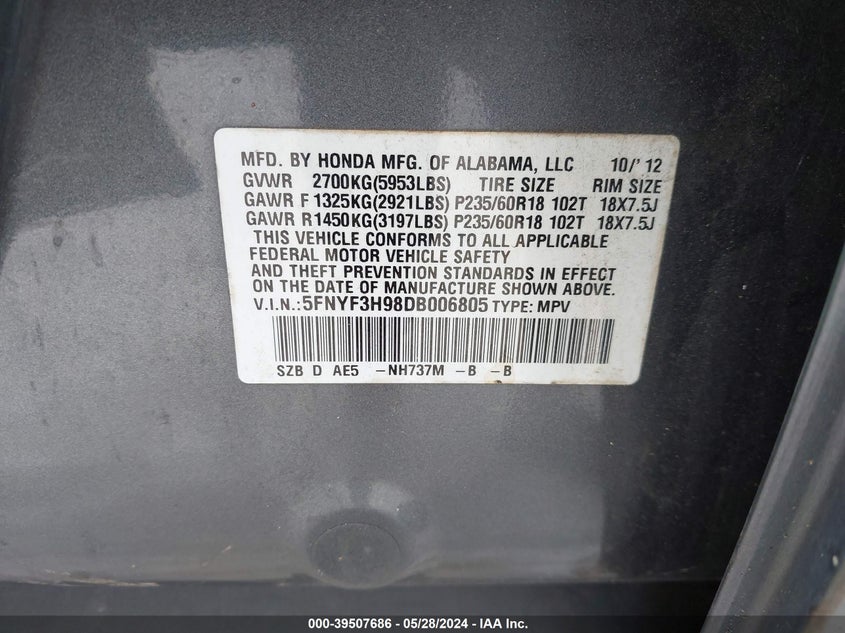 MFD. BY HONDA MFG. OF ALABAMA, LLC 10/'12
GVWR 2700KG(5953LBS) TIRE SIZE RIM SIZE
GAWR F 1325KG(2921LBS) P235/60R18 102T 18X7.5J
GAWR R1450KG(3197LBS) P235/60R18 102T 18X7.5J
THIS VEHICLE CONFORMS TO ALL APPLICABLE
FEDERAL MOTOR VEHICLE SAFETY
AND THEFT PREVENTION STANDARDS IN EFFECT
ON THE DATE OF MANUFACTURE SHOWN ABOVE.
V.I.N.:5FNYF3H98DB006805 TYPE: MPV
SZB D AE5 -NH737M -B -B
000-39507686 - 05/28/2024 - IAA Inc.